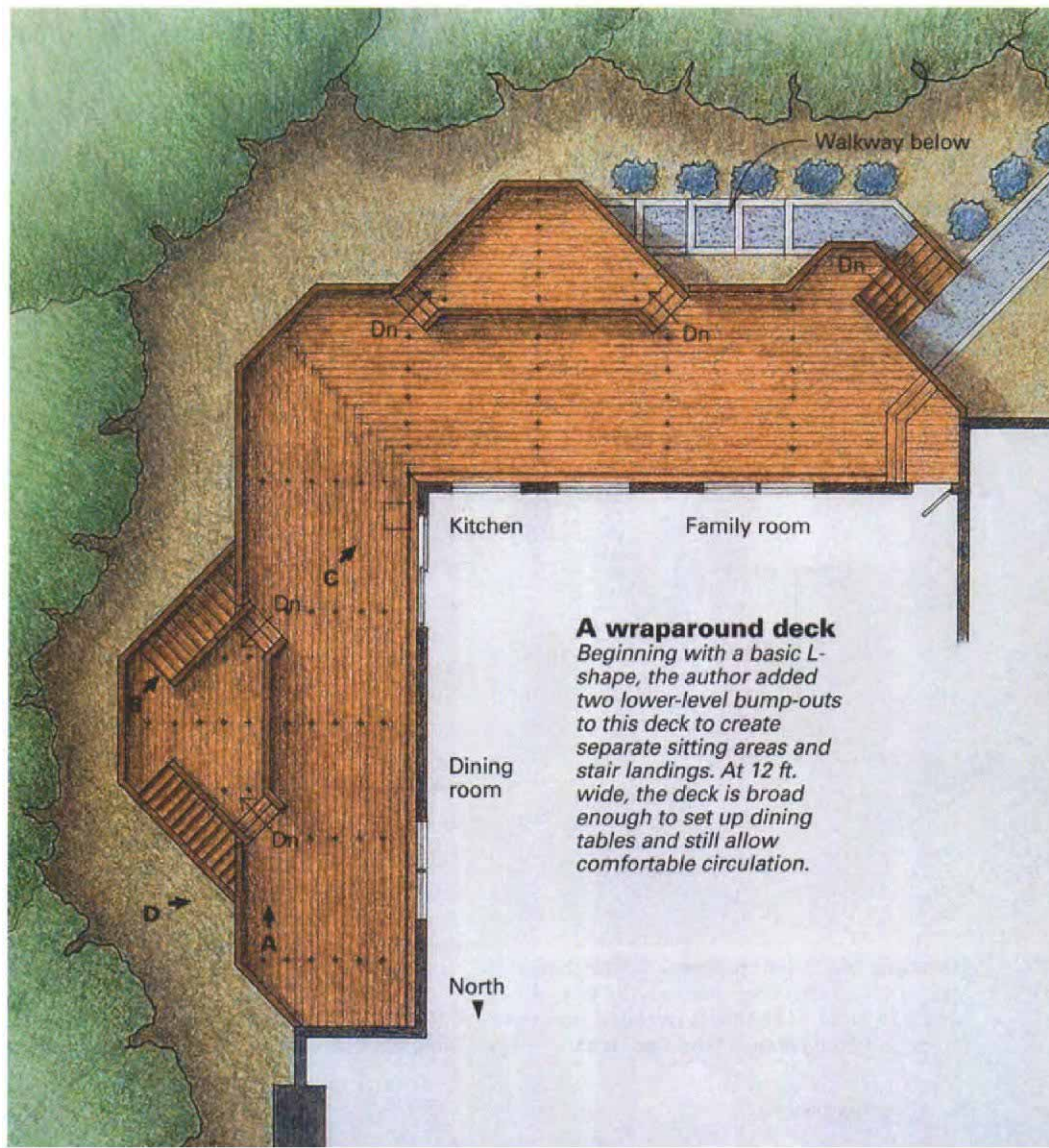 Walkway below
Dn
Dn
Dn
Kitchen
Family room
C
Dn
A wraparound deck
Beginning with a basic L-
shape, the author added
two lower-level bump-outs
to this deck to create
separate sitting areas and
stair landings. At 12 ft.
wide, the deck is broad
enough to set up dining
tables and still allow
comfortable circulation.
B
Dining
room
Dn
D
A
North